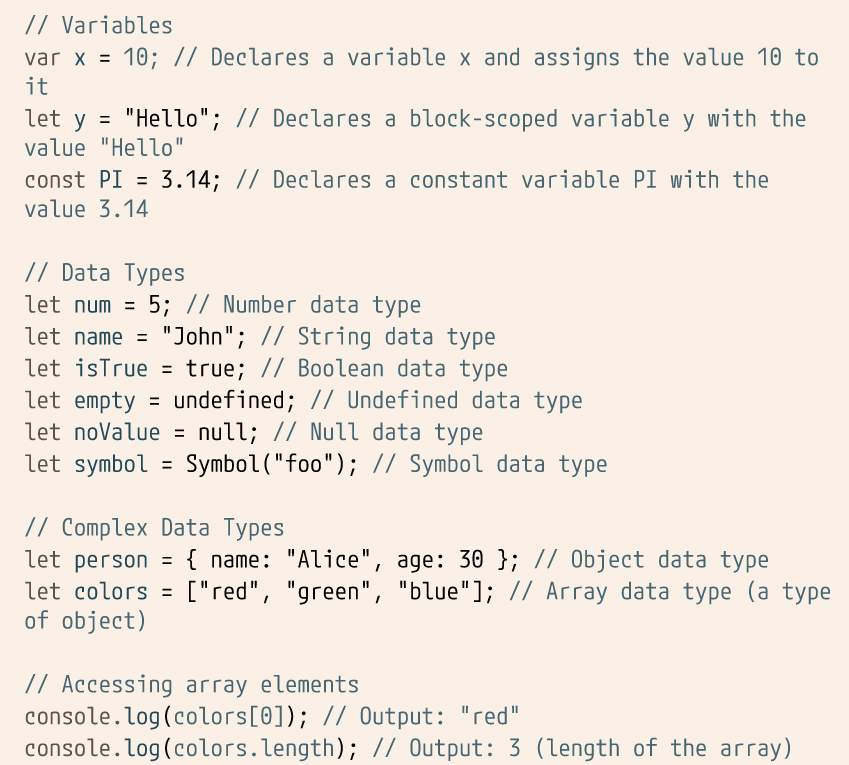 // Variables
var x = 10; // Declares a variable x and assigns the value 10 to
it
let y = "Hello"; // Declares a block-scoped variable y with the
value "Hello"
const PI = 3.14; // Declares a constant variable PI with the
value 3.14

// Data Types
let num = 5; // Number data type
let name = "John"; // String data type
let isTrue = true; // Boolean data type
let empty = undefined; // Undefined data type
let noValue = null; // Null data type
let symbol = Symbol("foo"); // Symbol data type

// Complex Data Types
let person = { name: "Alice", age: 30 }; // Object data type
let colors = ["red", "green", "blue"]; // Array data type (a type
of object)

// Accessing array elements
console.log(colors[0]); // Output: "red"
console.log(colors.length); // Output: 3 (length of the array)